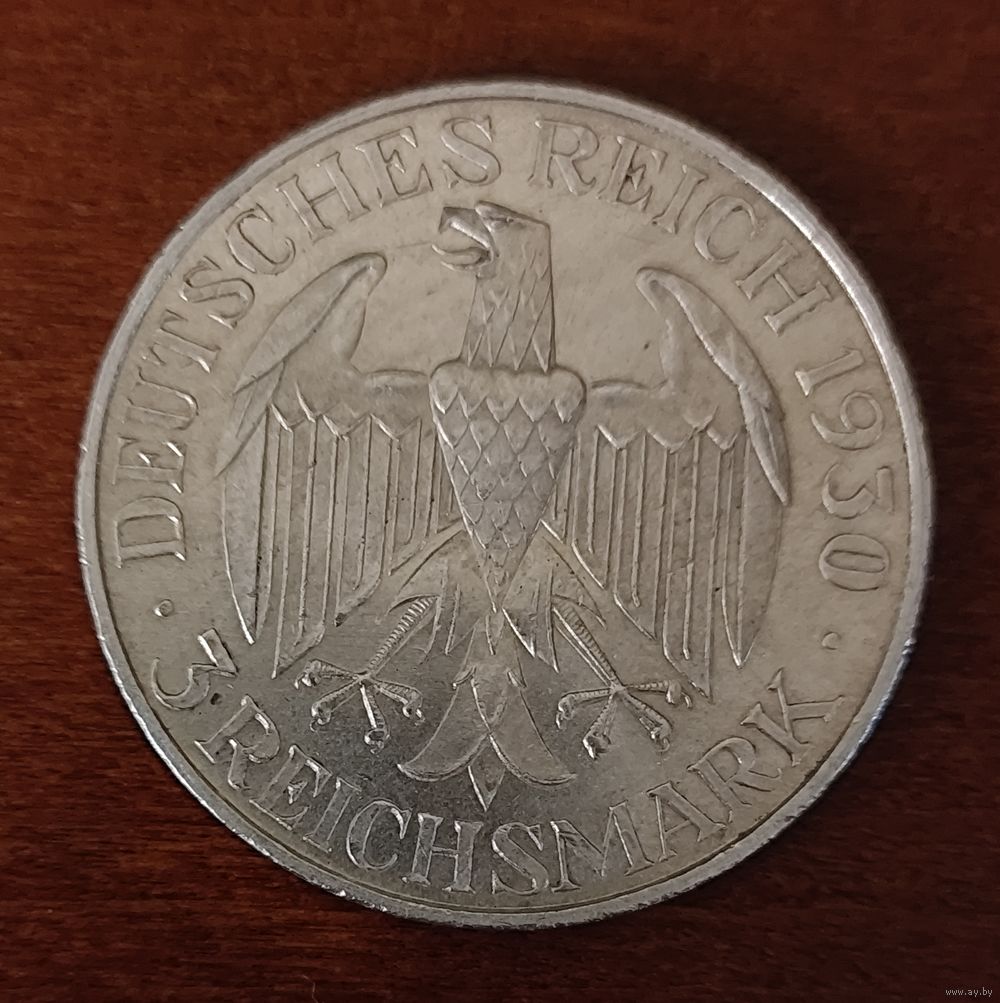 DEUTSCHES REICH 1930
· 3 REICHSMARK ·
www.ay.by